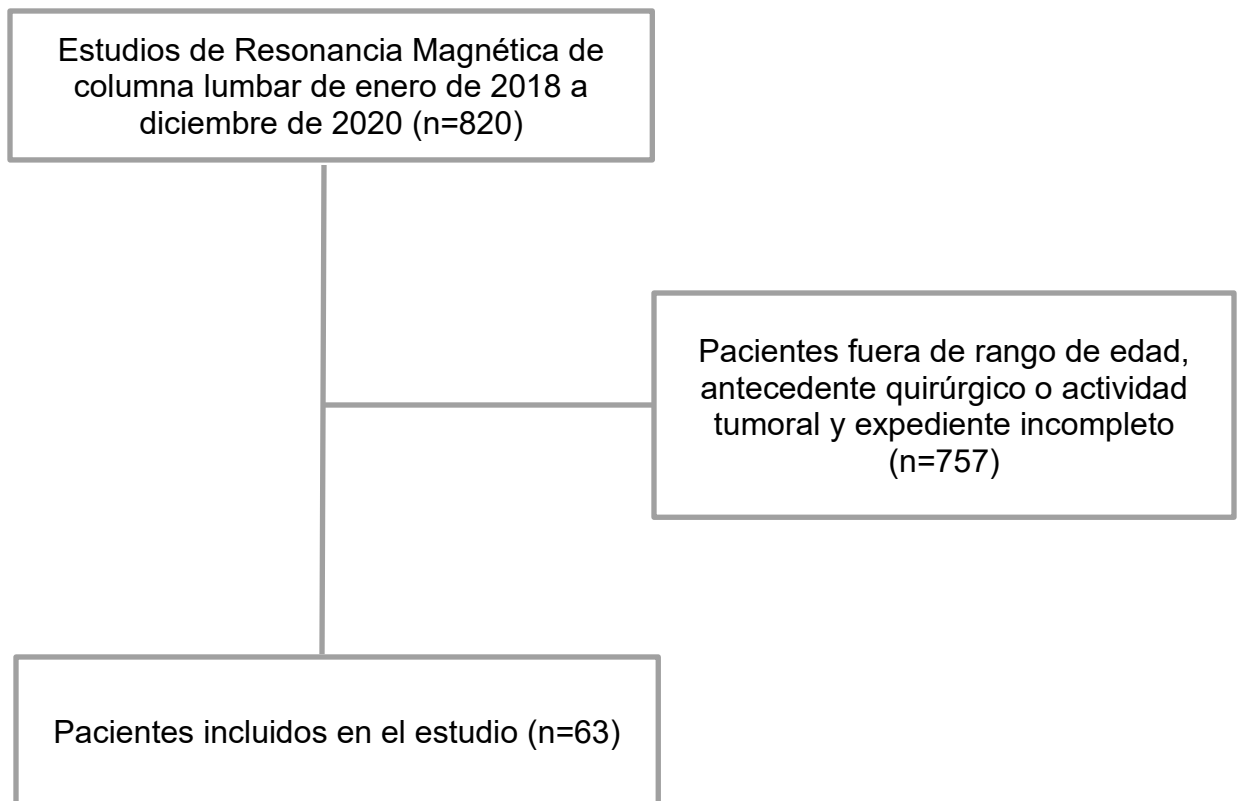 Estudios de Resonancia Magnética de
columna lumbar de enero de 2018 a
diciembre de 2020 (n=820)
Pacientes fuera de rango de edad,
antecedente quirúrgico o actividad
tumoral y expediente incompleto
(n=757)
Pacientes incluidos en el estudio (n=63)